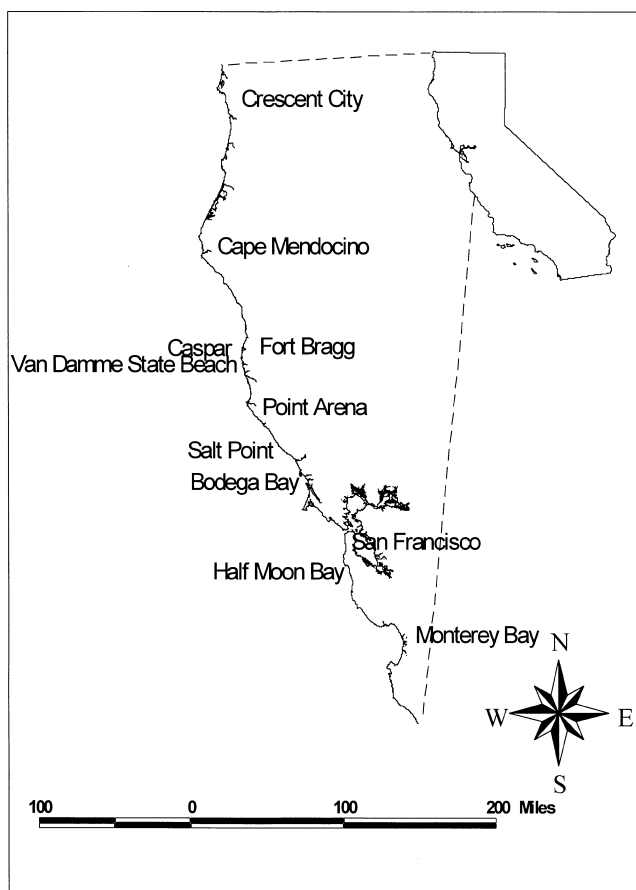 Crescent City
Cape Mendocino
Caspar
Fort Bragg
Van Damme State Beach
Point Arena
Salt Point
Bodega Bay
San Francisco
Half Moon Bay
Monterey Bay
N
W
E
S
100 0 100 200 Miles